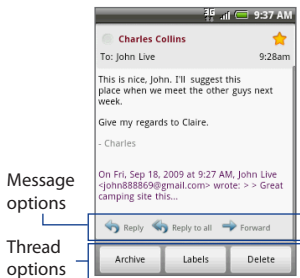 3G 9:37 AM
Charles Collins
To: John Live 9:28am
This is nice, John. I'll suggest this
place when we meet the other guys next
week.
Give my regards to Claire.
- Charles
On Fri, Sep 18, 2009 at 9:27 AM, John Live
<john888869@gmail.com> wrote: > > Great
camping site this...
Message
options
Reply Reply to all Forward
Thread
options
Archive Labels Delete